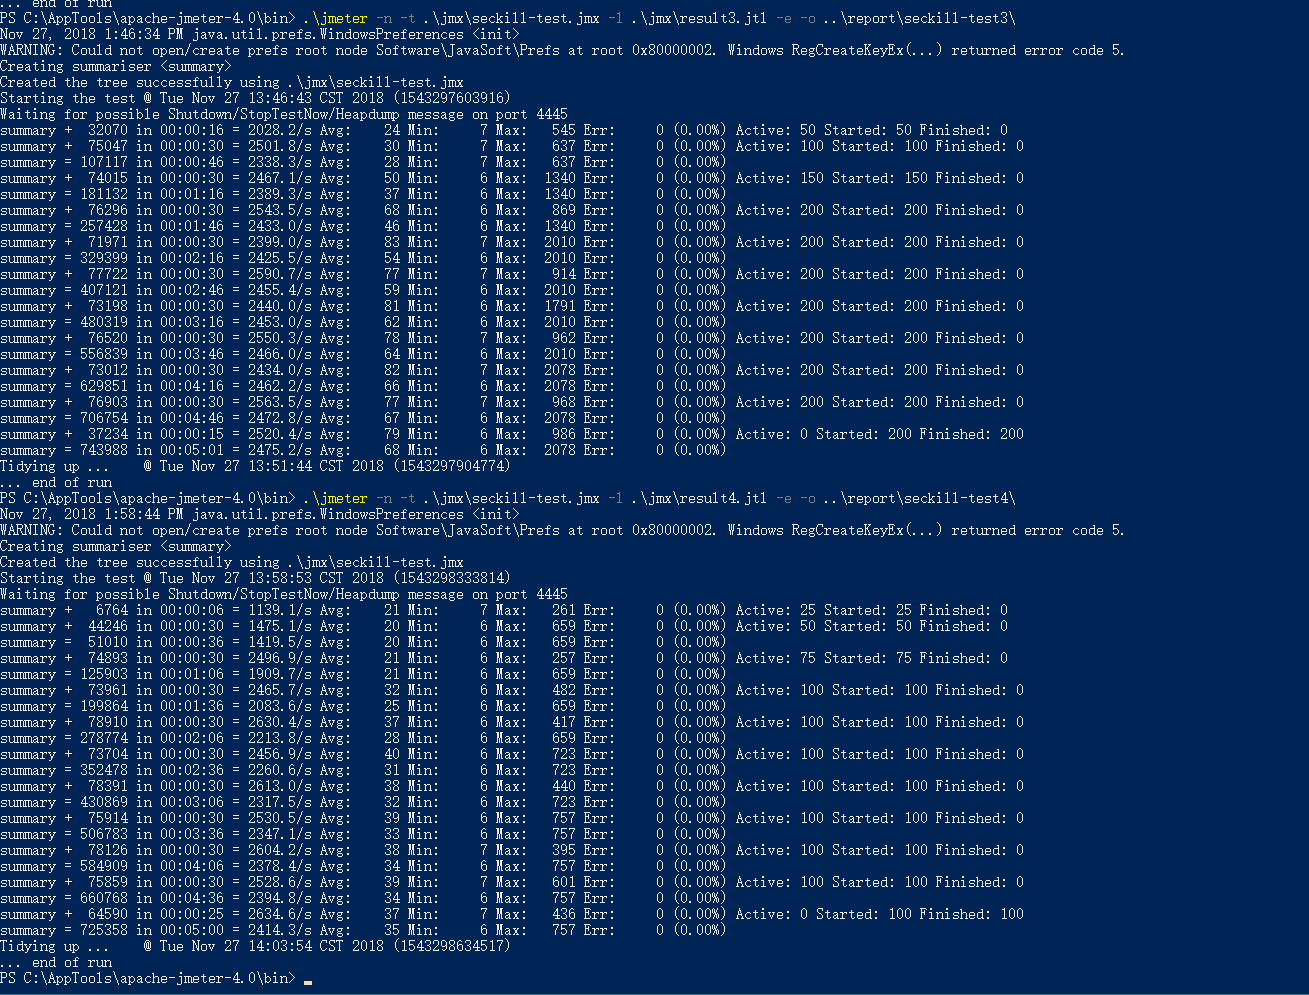 ... end of run
PS C:\AppTools\apache-jmeter-4.0\bin> .\jmeter -n -t .\jmx\seckill-test.jmx -l .\jmx\result3.jtl -e -o ..\report\seckill-test3\
Nov 27, 2018 1:46:34 PM java.util.prefs.WindowsPreferences <init>
WARNING: Could not open/create prefs root node Software\JavaSoft\Prefs at root 0x80000002. Windows RegCreateKeyEx(...) returned error code 5.
Creating summariser <summary>
Created the tree successfully using .\jmx\seckill-test.jmx
Starting the test @ Tue Nov 27 13:46:43 CST 2018 (1543297603916)
Waiting for possible Shutdown/StopTestNow/Heapdump message on port 4445
summary +  32070 in 00:00:16 = 2028.2/s Avg:    24 Min:     7 Max:   545 Err:     0 (0.00%) Active: 50 Started: 50 Finished: 0
summary +  75047 in 00:00:30 = 2501.8/s Avg:    30 Min:     7 Max:   637 Err:     0 (0.00%) Active: 100 Started: 100 Finished: 0
summary = 107117 in 00:00:46 = 2338.3/s Avg:    28 Min:     7 Max:   637 Err:     0 (0.00%)
summary +  74015 in 00:00:30 = 2467.1/s Avg:    50 Min:     6 Max:  1340 Err:     0 (0.00%) Active: 150 Started: 150 Finished: 0
summary = 181132 in 00:01:16 = 2389.3/s Avg:    37 Min:     6 Max:  1340 Err:     0 (0.00%)
summary +  76296 in 00:00:30 = 2543.5/s Avg:    68 Min:     6 Max:   869 Err:     0 (0.00%) Active: 200 Started: 200 Finished: 0
summary = 257428 in 00:01:46 = 2433.0/s Avg:    46 Min:     6 Max:  1340 Err:     0 (0.00%)
summary +  71971 in 00:00:30 = 2399.0/s Avg:    83 Min:     7 Max:  2010 Err:     0 (0.00%) Active: 200 Started: 200 Finished: 0
summary = 329399 in 00:02:16 = 2425.5/s Avg:    54 Min:     6 Max:  2010 Err:     0 (0.00%)
summary +  77722 in 00:00:30 = 2590.7/s Avg:    77 Min:     7 Max:   914 Err:     0 (0.00%) Active: 200 Started: 200 Finished: 0
summary = 407121 in 00:02:46 = 2455.4/s Avg:    59 Min:     6 Max:  2010 Err:     0 (0.00%)
summary +  73198 in 00:00:30 = 2440.0/s Avg:    81 Min:     6 Max:  1791 Err:     0 (0.00%) Active: 200 Started: 200 Finished: 0
summary = 480319 in 00:03:16 = 2453.0/s Avg:    62 Min:     6 Max:  2010 Err:     0 (0.00%)
summary +  76520 in 00:00:30 = 2550.3/s Avg:    78 Min:     7 Max:   962 Err:     0 (0.00%) Active: 200 Started: 200 Finished: 0
summary = 556839 in 00:03:46 = 2466.0/s Avg:    64 Min:     6 Max:  2010 Err:     0 (0.00%)
summary +  73012 in 00:00:30 = 2434.0/s Avg:    82 Min:     7 Max:  2078 Err:     0 (0.00%) Active: 200 Started: 200 Finished: 0
summary = 629851 in 00:04:16 = 2462.2/s Avg:    66 Min:     6 Max:  2078 Err:     0 (0.00%)
summary +  76903 in 00:00:30 = 2563.5/s Avg:    77 Min:     7 Max:   968 Err:     0 (0.00%) Active: 200 Started: 200 Finished: 0
summary = 706754 in 00:04:46 = 2472.8/s Avg:    67 Min:     6 Max:  2078 Err:     0 (0.00%)
summary +  37234 in 00:00:15 = 2520.4/s Avg:    79 Min:     6 Max:   986 Err:     0 (0.00%) Active: 0 Started: 200 Finished: 200
summary = 743988 in 00:05:01 = 2475.2/s Avg:    68 Min:     6 Max:  2078 Err:     0 (0.00%)
Tidying up ...    @ Tue Nov 27 13:51:44 CST 2018 (1543297904774)
... end of run
PS C:\AppTools\apache-jmeter-4.0\bin> .\jmeter -n -t .\jmx\seckill-test.jmx -l .\jmx\result4.jtl -e -o ..\report\seckill-test4\
Nov 27, 2018 1:58:44 PM java.util.prefs.WindowsPreferences <init>
WARNING: Could not open/create prefs root node Software\JavaSoft\Prefs at root 0x80000002. Windows RegCreateKeyEx(...) returned error code 5.
Creating summariser <summary>
Created the tree successfully using .\jmx\seckill-test.jmx
Starting the test @ Tue Nov 27 13:58:53 CST 2018 (1543298333814)
Waiting for possible Shutdown/StopTestNow/Heapdump message on port 4445
summary +   6764 in 00:00:06 = 1139.1/s Avg:    21 Min:     7 Max:   261 Err:     0 (0.00%) Active: 25 Started: 25 Finished: 0
summary +  44246 in 00:00:30 = 1475.1/s Avg:    20 Min:     6 Max:   659 Err:     0 (0.00%) Active: 50 Started: 50 Finished: 0
summary =  51010 in 00:00:36 = 1419.5/s Avg:    20 Min:     6 Max:   659 Err:     0 (0.00%)
summary +  74893 in 00:00:30 = 2496.9/s Avg:    21 Min:     6 Max:   257 Err:     0 (0.00%) Active: 75 Started: 75 Finished: 0
summary = 125903 in 00:01:06 = 1909.7/s Avg:    21 Min:     6 Max:   659 Err:     0 (0.00%)
summary +  73961 in 00:00:30 = 2465.7/s Avg:    32 Min:     6 Max:   482 Err:     0 (0.00%) Active: 100 Started: 100 Finished: 0
summary = 199864 in 00:01:36 = 2083.6/s Avg:    25 Min:     6 Max:   659 Err:     0 (0.00%)
summary +  78910 in 00:00:30 = 2630.4/s Avg:    37 Min:     6 Max:   417 Err:     0 (0.00%) Active: 100 Started: 100 Finished: 0
summary = 278774 in 00:02:06 = 2213.8/s Avg:    28 Min:     6 Max:   659 Err:     0 (0.00%)
summary +  73704 in 00:00:30 = 2456.9/s Avg:    40 Min:     6 Max:   723 Err:     0 (0.00%) Active: 100 Started: 100 Finished: 0
summary = 352478 in 00:02:36 = 2260.6/s Avg:    31 Min:     6 Max:   723 Err:     0 (0.00%)
summary +  78391 in 00:00:30 = 2613.0/s Avg:    38 Min:     6 Max:   440 Err:     0 (0.00%) Active: 100 Started: 100 Finished: 0
summary = 430869 in 00:03:06 = 2317.5/s Avg:    32 Min:     6 Max:   723 Err:     0 (0.00%)
summary +  75914 in 00:00:30 = 2530.5/s Avg:    39 Min:     6 Max:   757 Err:     0 (0.00%) Active: 100 Started: 100 Finished: 0
summary = 506783 in 00:03:36 = 2347.1/s Avg:    33 Min:     6 Max:   757 Err:     0 (0.00%)
summary +  78126 in 00:00:30 = 2604.2/s Avg:    38 Min:     7 Max:   395 Err:     0 (0.00%) Active: 100 Started: 100 Finished: 0
summary = 584909 in 00:04:06 = 2378.4/s Avg:    34 Min:     6 Max:   757 Err:     0 (0.00%)
summary +  75859 in 00:00:30 = 2528.6/s Avg:    39 Min:     7 Max:   601 Err:     0 (0.00%) Active: 100 Started: 100 Finished: 0
summary = 660768 in 00:04:36 = 2394.8/s Avg:    34 Min:     6 Max:   757 Err:     0 (0.00%)
summary +  64590 in 00:00:25 = 2634.6/s Avg:    37 Min:     7 Max:   436 Err:     0 (0.00%) Active: 0 Started: 100 Finished: 100
summary = 725358 in 00:05:00 = 2414.3/s Avg:    35 Min:     6 Max:   757 Err:     0 (0.00%)
Tidying up ...    @ Tue Nov 27 14:03:54 CST 2018 (1543298634517)
... end of run
PS C:\AppTools\apache-jmeter-4.0\bin> _